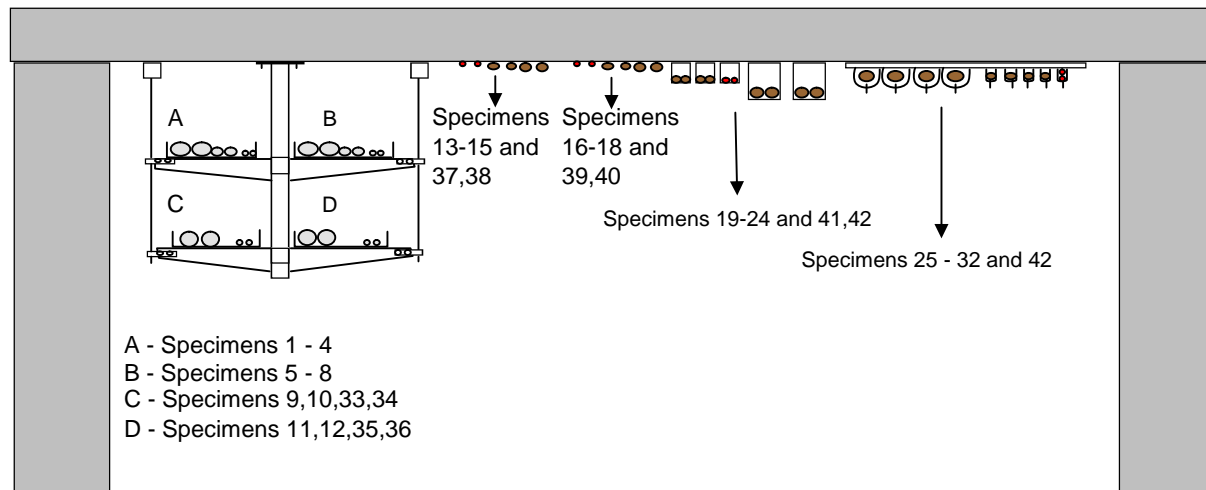 A
B
Specimens
13-15 and
37,38
Specimens
16-18 and
39,40
C
D
Specimens 19-24 and 41,42
Specimens 25 - 32 and 42
A - Specimens 1 - 4
B - Specimens 5 - 8
C - Specimens 9,10,33,34
D - Specimens 11,12,35,36